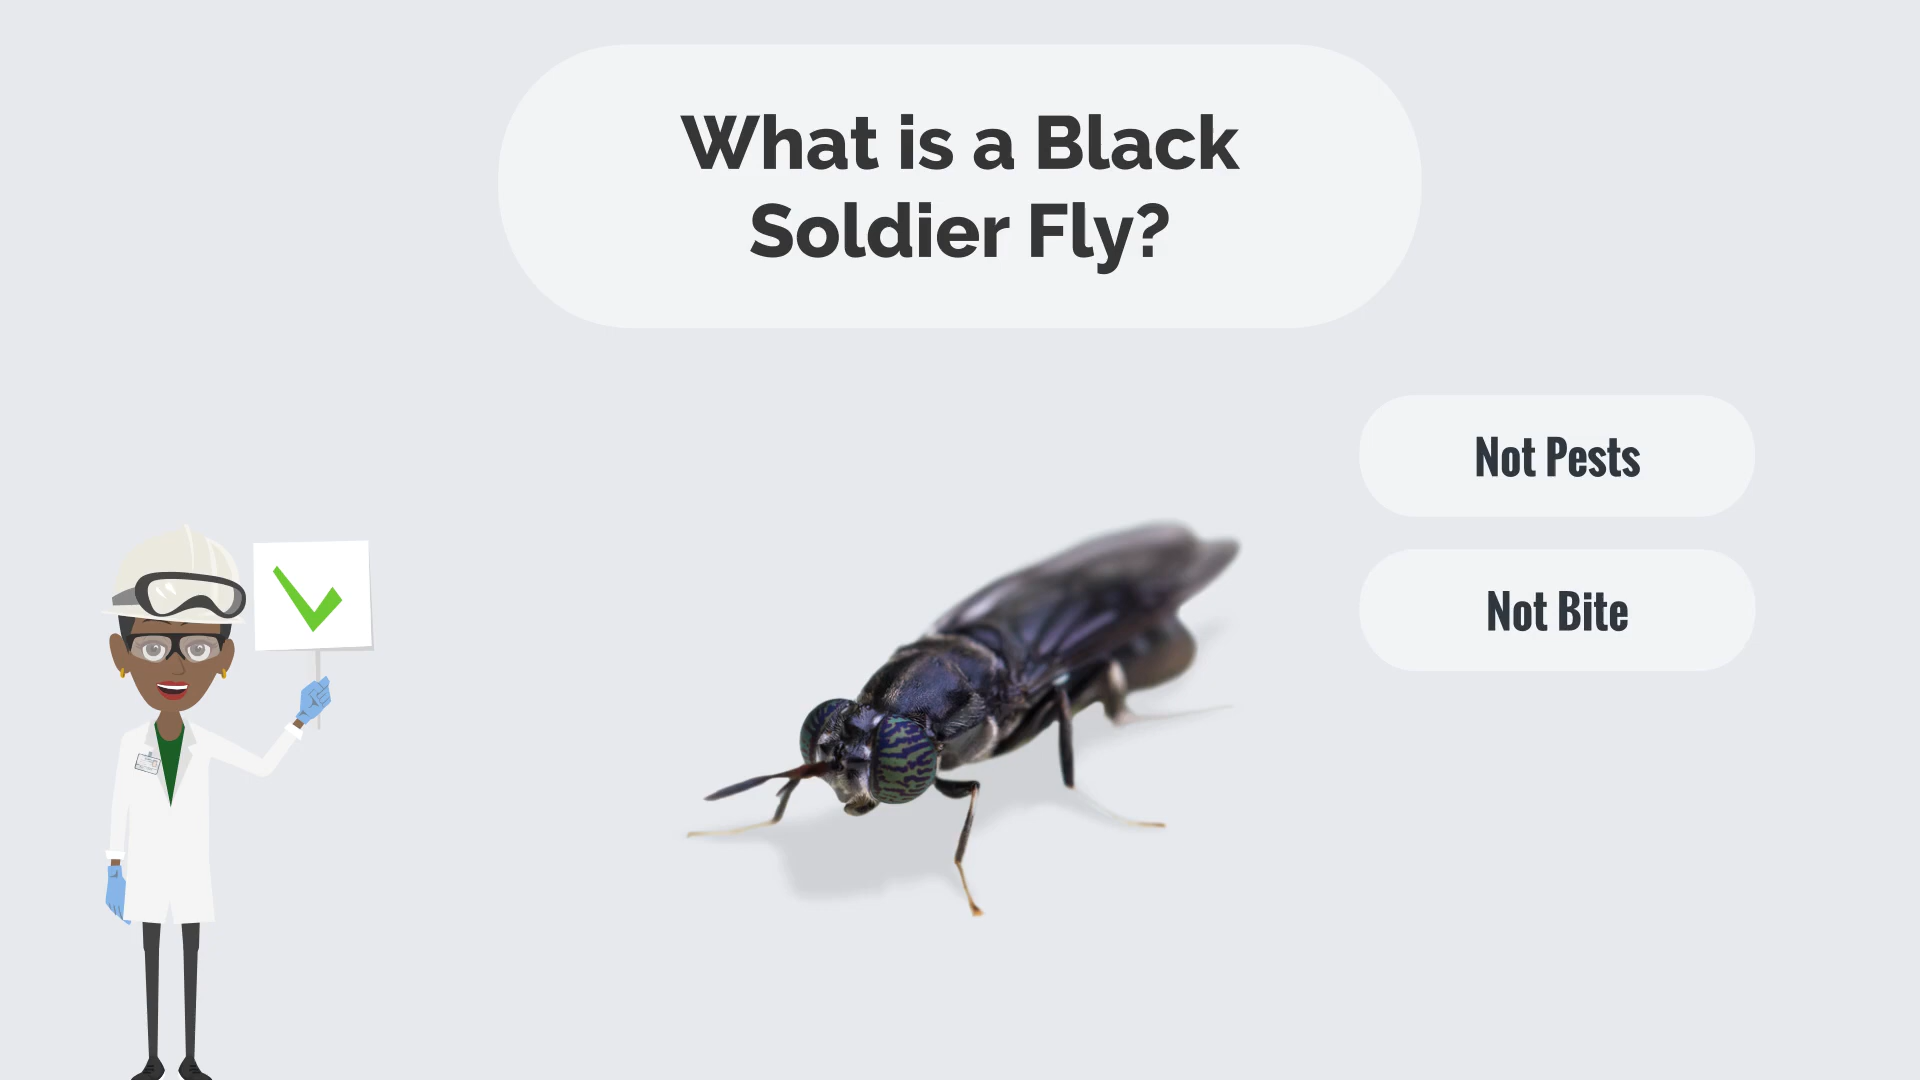 What is a Black
Soldier Fly?
Not Pests
Not Bite